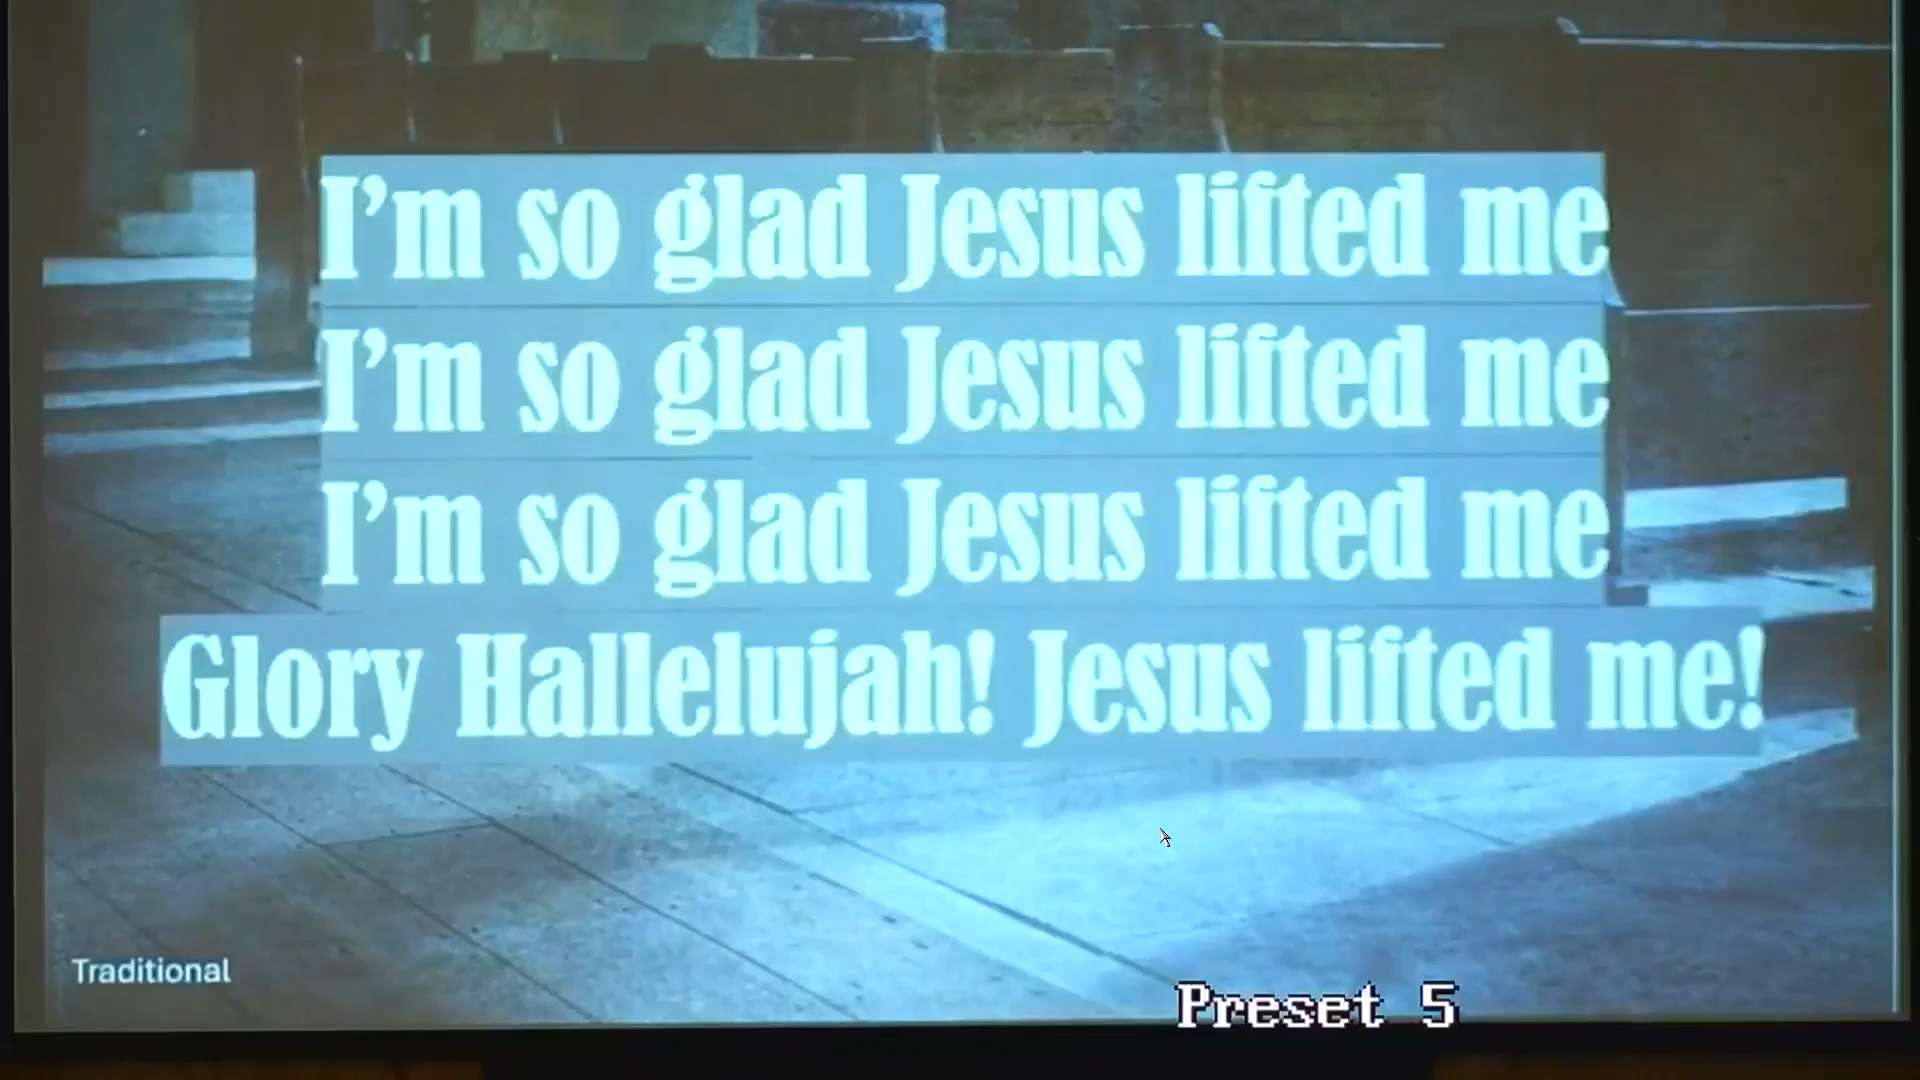 I’m so glad Jesus lifted me
I’m so glad Jesus lifted me
I’m so glad Jesus lifted me
Glory Hallelujah! Jesus lifted me!
Traditional
Preset 5